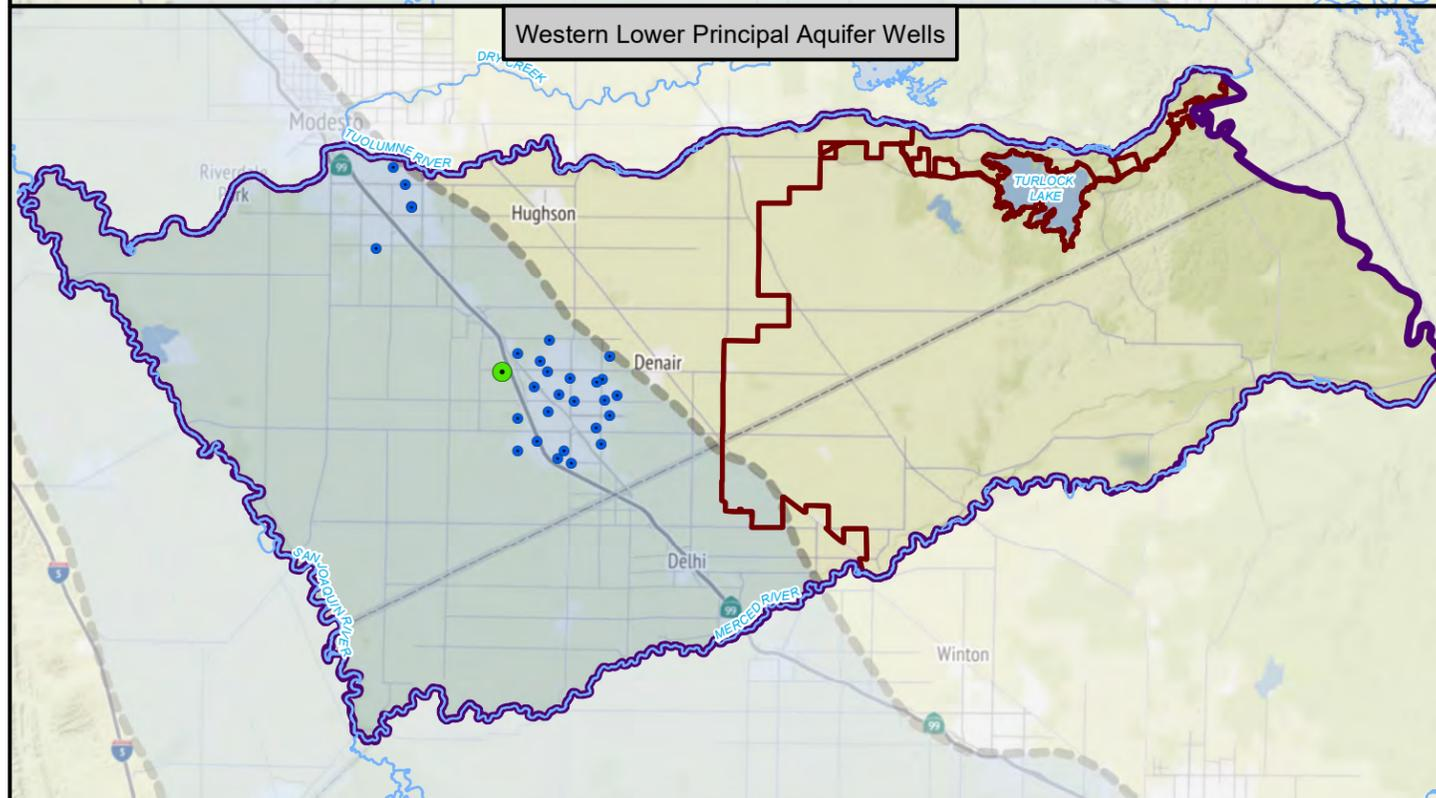 Western Lower Principal Aquifer Wells
DRY CREEK
Modesto
TUOLUMNE RIVER
99
Riverdale
Park
TURLOCK
LAKE
Hughson
Denair
SAN JOAQUIN RIVER
5
Delhi
99
MERCED RIVER
Winton
99
5